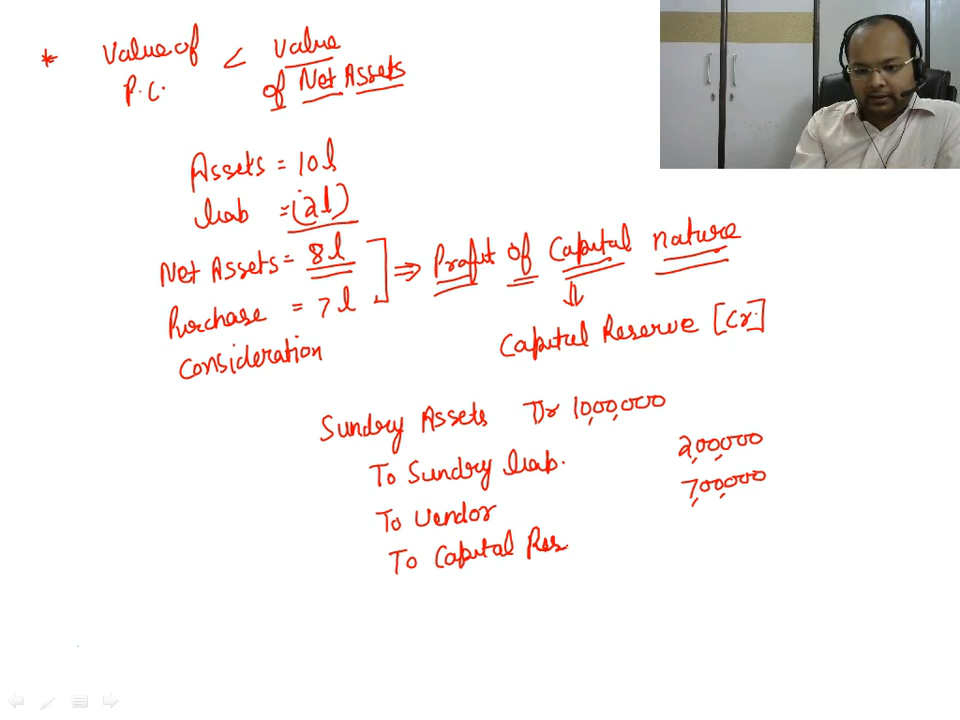 * Value of < Value
P.C. of Net Assets
Assets = 10 l
Liab = (2 l)
Net Assets = 8 l ⇒ Profit of Capital nature
Purchase = 7 l
Consideration
⇓
Capital Reserve [Cr.]
Sundry Assets Dr 10,00,000
To Sundry Liab. 2,00,000
To Vendor 7,00,000
To Capital Res.